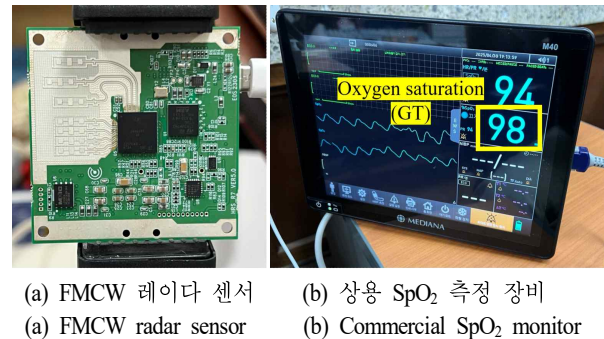 M40
Oxygen saturation
(GT)
94
98
MEDIANA
(a) FMCW 레이다 센서
(b) 상용 SpO₂ 측정 장비
(a) FMCW radar sensor
(b) Commercial SpO₂ monitor